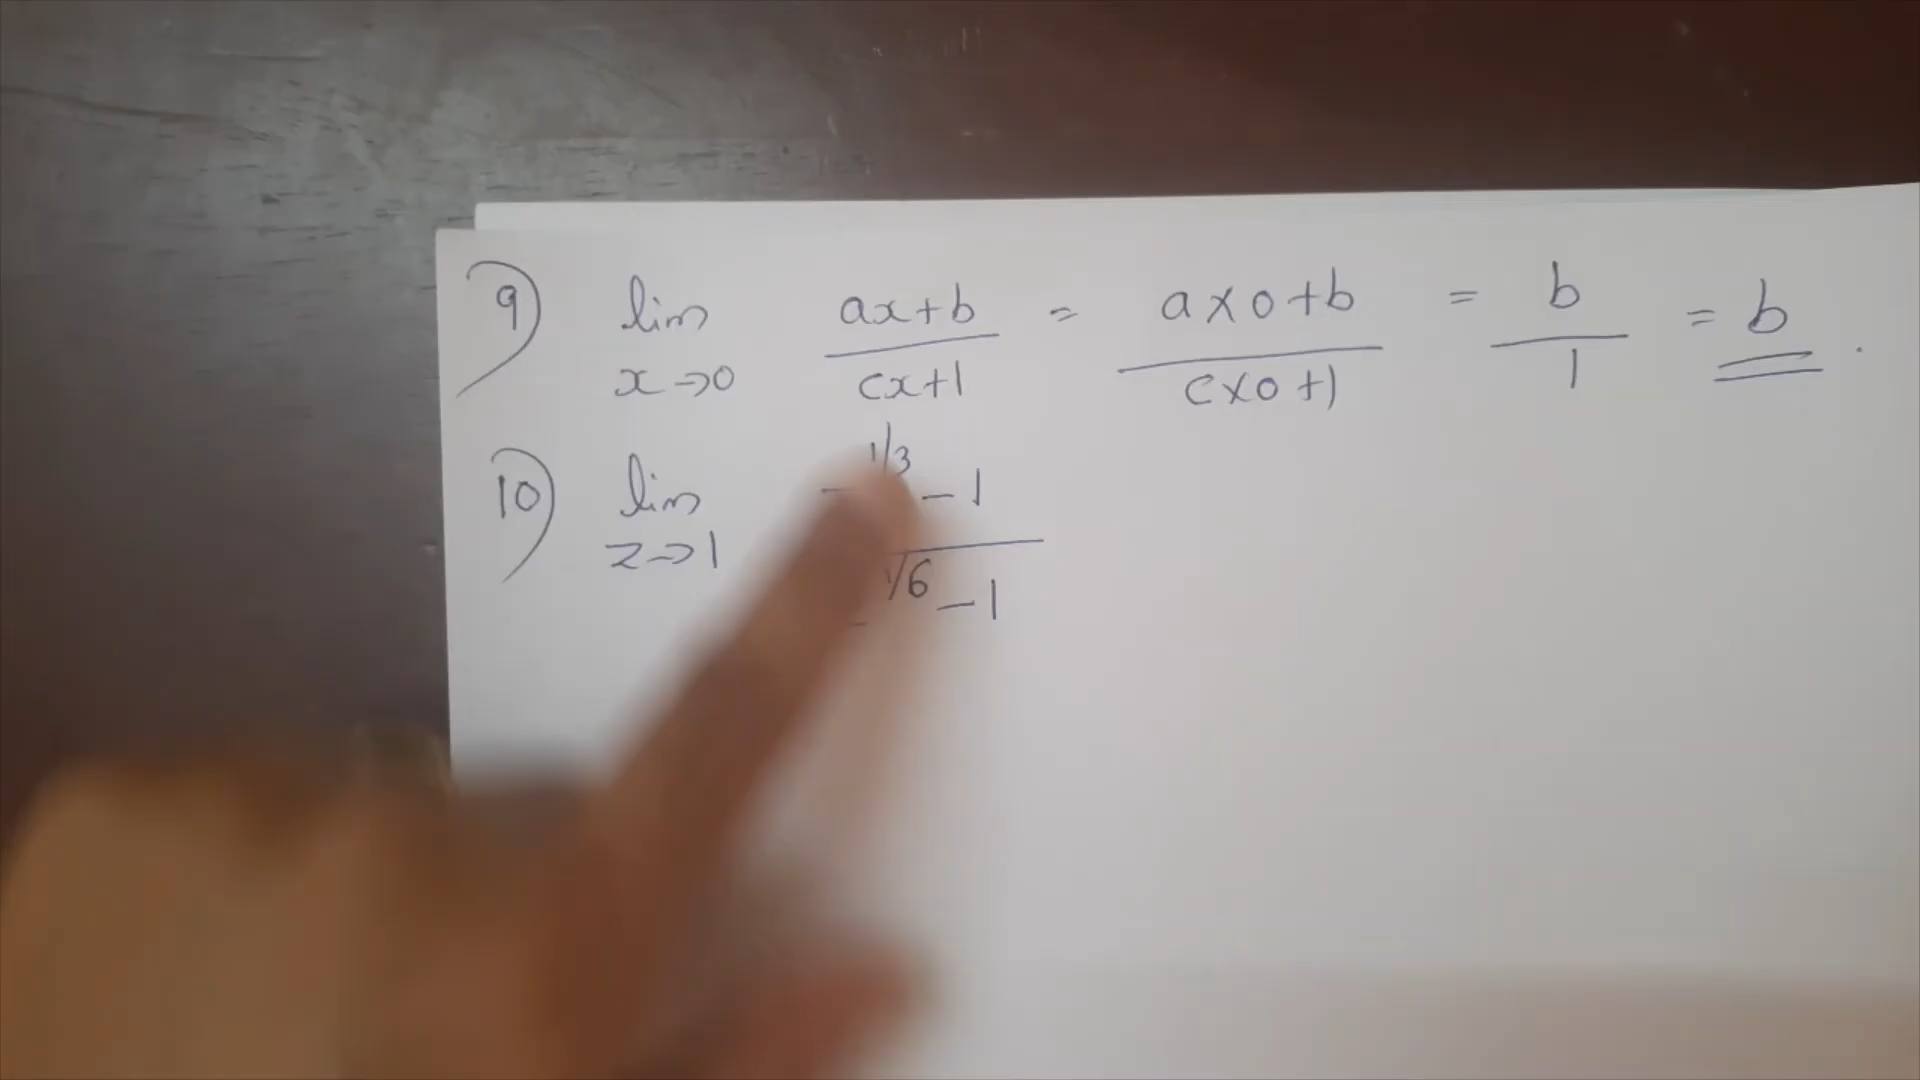 9) lim x→0 ax+b / cx+1 = a×0+b / c×0+1 = b / 1 = b.
10) lim z→1 1/3 -1 / 1/6 -1